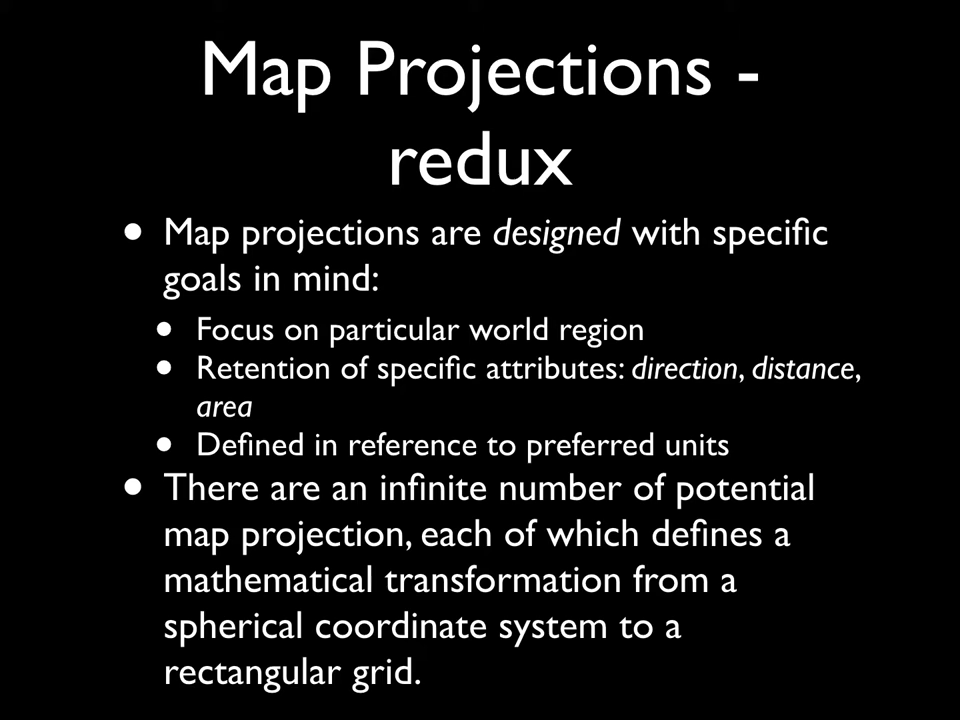 Map Projections -
redux
• Map projections are designed with specific
goals in mind:
• Focus on particular world region
• Retention of specific attributes: direction, distance,
area
• Defined in reference to preferred units
• There are an infinite number of potential
map projection, each of which defines a
mathematical transformation from a
spherical coordinate system to a
rectangular grid.